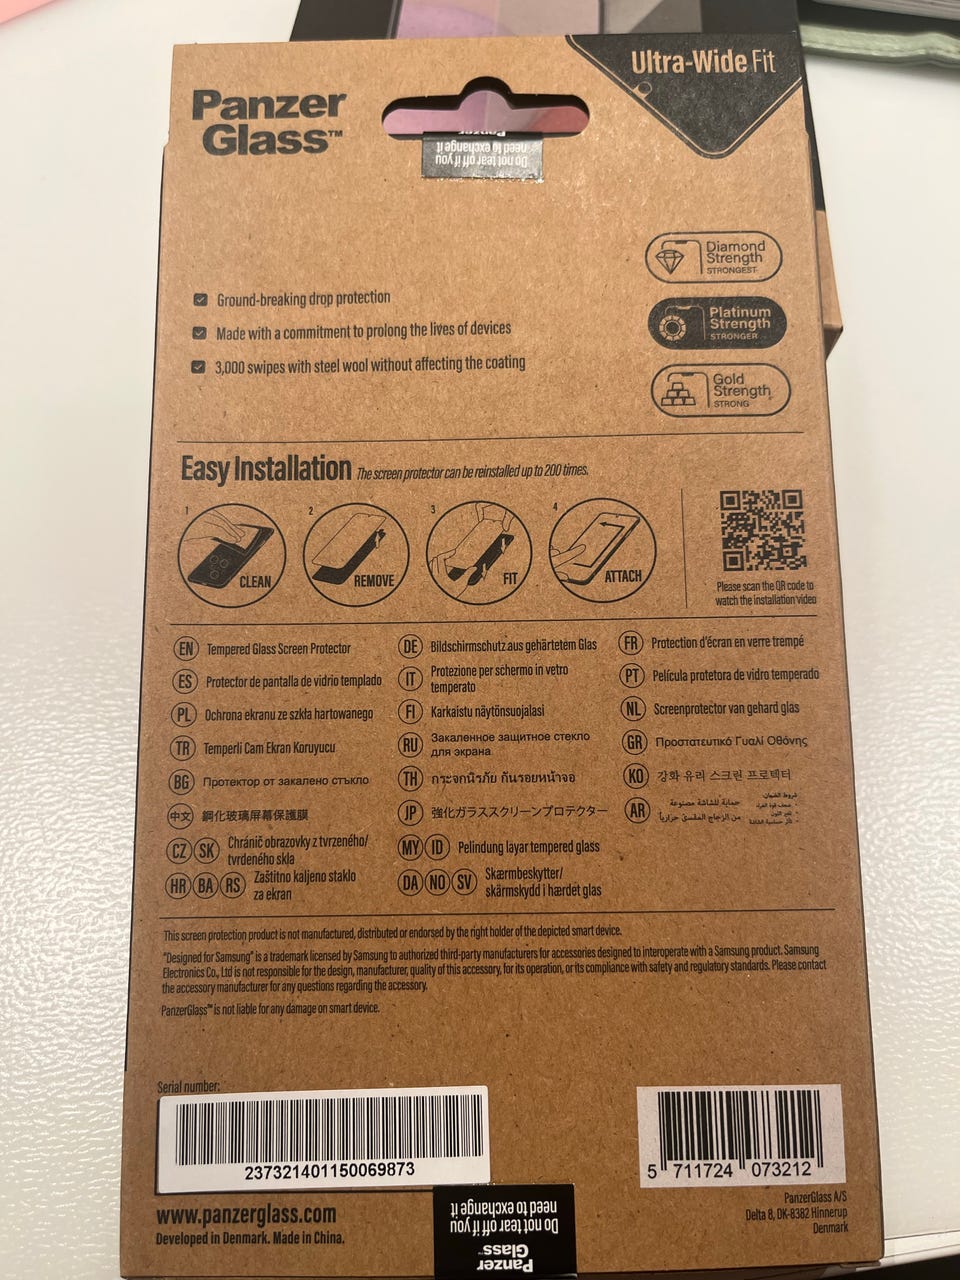 Panzer
Glass™
Ultra-Wide Fit
Panzer
Do not tear off if you
need to exchange it
Diamond
Strength
STRONGEST
Platinum
Strength
STRONGER
Gold
Strength
STRONG
Ground-breaking drop protection
Made with a commitment to prolong the lives of devices
3,000 swipes with steel wool without affecting the coating
Easy Installation The screen protector can be reinstalled up to 200 times.
1 CLEAN
2 REMOVE
3 FIT
4 ATTACH
Please scan the QR code to
watch the installation video
EN Tempered Glass Screen Protector
DE Bildschirmschutz aus gehärtetem Glas
FR Protection d'écran en verre trempé
ES Protector de pantalla de vidrio templado
IT Protezione per schermo in vetro
temperato
PT Película protetora de vidro temperado
PL Ochrona ekranu ze szkła hartowanego
FI Karkaistu näytönsuojalasi
NL Screenprotector van gehard glas
TR Temperli Cam Ekran Koruyucu
RU Закаленное защитное стекло
для экрана
GR Προστατευτικό Γυαλί Οθόνης
BG Протектор от закалено стъкло
TH กระจกนิรภัย กันรอยหน้าจอ
KO 강화 유리 스크린 프로텍터
中文 鋼化玻璃屏幕保護膜
JP 強化ガラススクリーンプロテクター
AR حماية للشاشة مصنوعة
من الزجاج المقسى حرارياً
CZ SK Chránič obrazovky z tvrzeného/
tvrdeného skla
MY ID Pelindung layar tempered glass
HR BA RS Zaštitno kaljeno staklo
za ekran
DA NO SV Skærmbeskytter/
skärmskydd i hærdet glas
This screen protection product is not manufactured, distributed or endorsed by the right holder of the depicted smart device.
"Designed for Samsung" is a trademark licensed by Samsung to authorized third-party manufacturers for accessories designed to interoperate with a Samsung product. Samsung
Electronics Co., Ltd is not responsible for the design, manufacturer, quality of this accessory, for its operation, or its compliance with safety and regulatory standards. Please contact
the accessory manufacturer for any questions regarding the accessory.
PanzerGlass™ is not liable for any damage on smart device.
Serial number:
237321401150069873
5 711724 073212
www.panzerglass.com
Developed in Denmark. Made in China.
PanzerGlass A/S
Delta 8, DK-8382 Hinnerup
Denmark
Panzer
Glass™
Do not tear off if you
need to exchange it